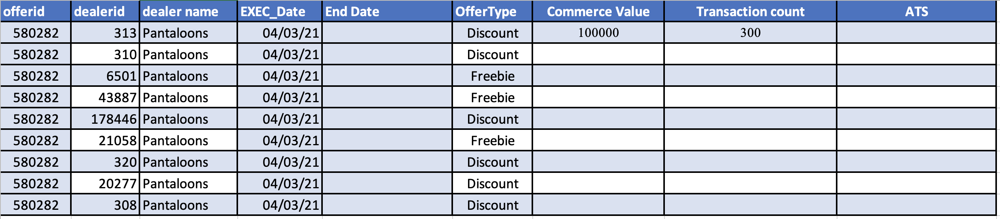 offerid dealerid dealer name EXEC_Date End Date OfferType Commerce Value Transaction count ATS
580282 313 Pantaloons 04/03/21 Discount 100000 300
580282 310 Pantaloons 04/03/21 Discount
580282 6501 Pantaloons 04/03/21 Freebie
580282 43887 Pantaloons 04/03/21 Freebie
580282 178446 Pantaloons 04/03/21 Discount
580282 21058 Pantaloons 04/03/21 Freebie
580282 320 Pantaloons 04/03/21 Discount
580282 20277 Pantaloons 04/03/21 Discount
580282 308 Pantaloons 04/03/21 Discount